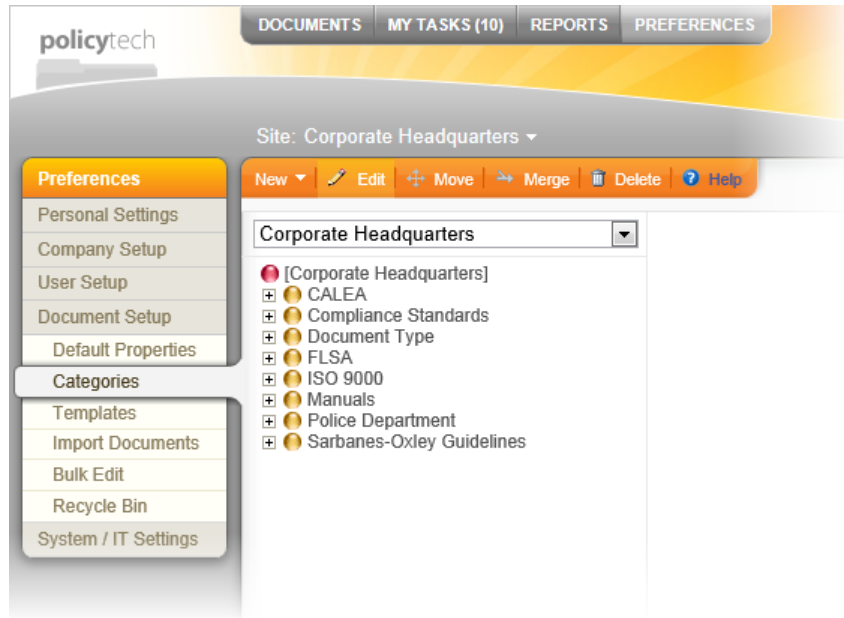 policytech
DOCUMENTS MY TASKS (10) REPORTS PREFERENCES
Site: Corporate Headquarters
Preferences
Personal Settings
Company Setup
User Setup
Document Setup
Default Properties
Categories
Templates
Import Documents
Bulk Edit
Recycle Bin
System / IT Settings
New Edit Move Merge Delete Help
Corporate Headquarters
[Corporate Headquarters]
CALEA
Compliance Standards
Document Type
FLSA
ISO 9000
Manuals
Police Department
Sarbanes-Oxley Guidelines